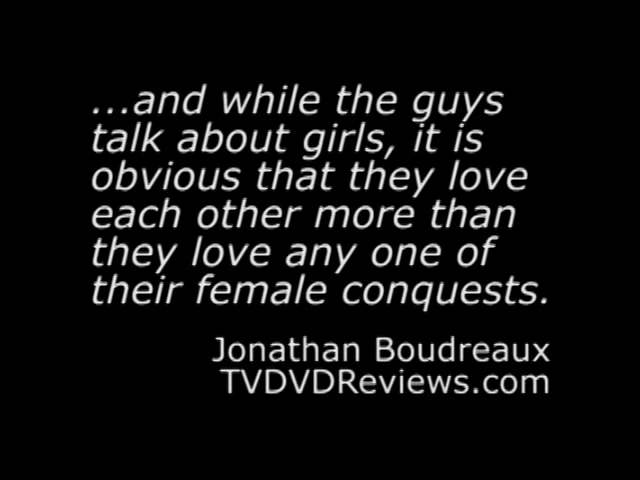 ...and while the guys
talk about girls, it is
obvious that they love
each other more than
they love any one of
their female conquests.
Jonathan Boudreaux
TVDVDReviews.com